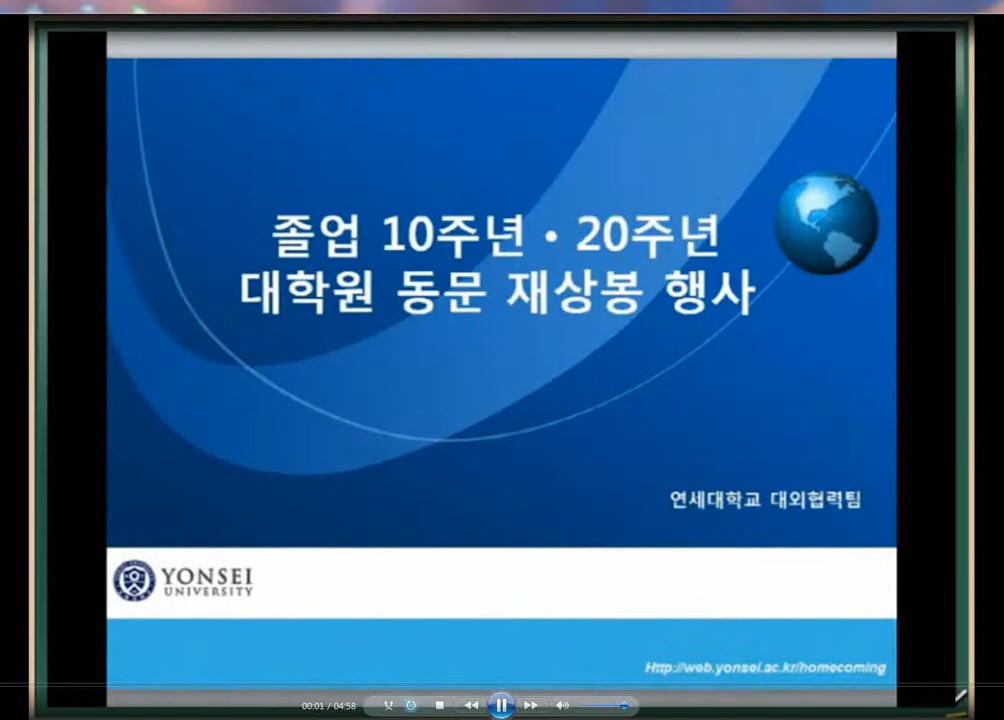 졸업 10주년 • 20주년
대학원 동문 재상봉 행사
연세대학교 대외협력팀
YONSEI
UNIVERSITY
Http://web.yonsei.ac.kr/homecoming
00:01 / 04:58